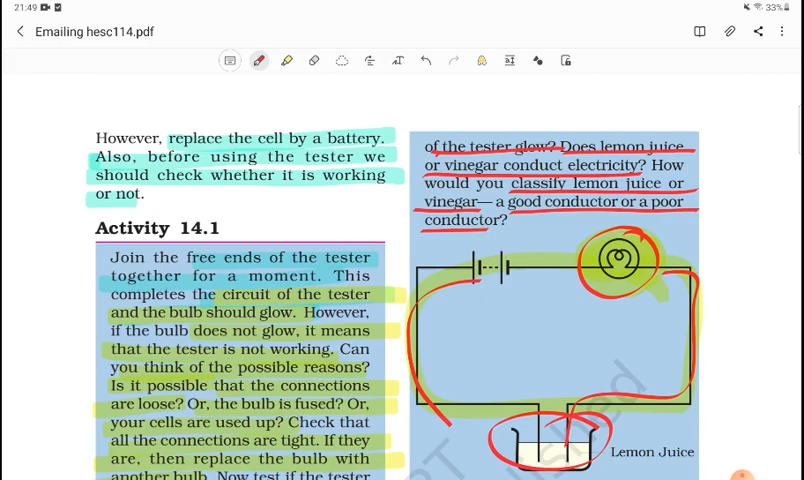 21:49
33%
Emailing hesc114.pdf
However, replace the cell by a battery.
Also, before using the tester we
should check whether it is working
or not.
Activity 14.1
Join the free ends of the tester
together for a moment. This
completes the circuit of the tester
and the bulb should glow. However,
if the bulb does not glow, it means
that the tester is not working. Can
you think of the possible reasons?
Is it possible that the connections
are loose? Or, the bulb is fused? Or,
your cells are used up? Check that
all the connections are tight. If they
are, then replace the bulb with
another bulb. Now test if the tester
of the tester glow? Does lemon juice
or vinegar conduct electricity? How
would you classify lemon juice or
vinegar— a good conductor or a poor
conductor?
Lemon Juice